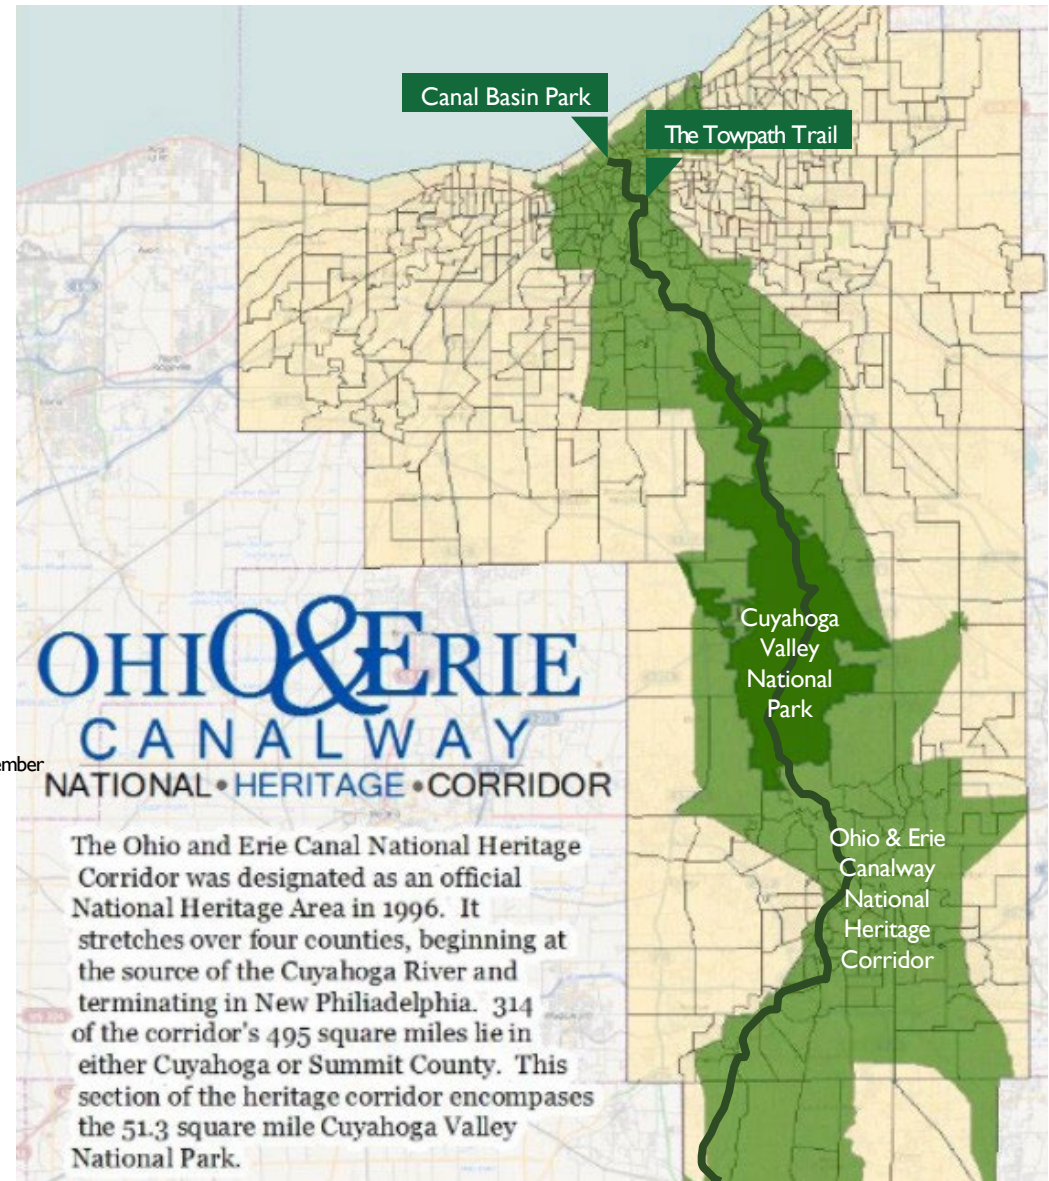 Canal Basin Park
The Towpath Trail
Cuyahoga
Valley
National
Park
OHIO&ERIE
CANALWAY
ember
NATIONAL•HERITAGE•CORRIDOR
The Ohio and Erie Canal National Heritage
Corridor was designated as an official
National Heritage Area in 1996. It
stretches over four counties, beginning at
the source of the Cuyahoga River and
terminating in New Philiadelphia. 314
of the corridor's 495 square miles lie in
either Cuyahoga or Summit County. This
section of the heritage corridor encompases
the 51.3 square mile Cuyahoga Valley
National Park.
Ohio & Erie
Canalway
National
Heritage
Corridor